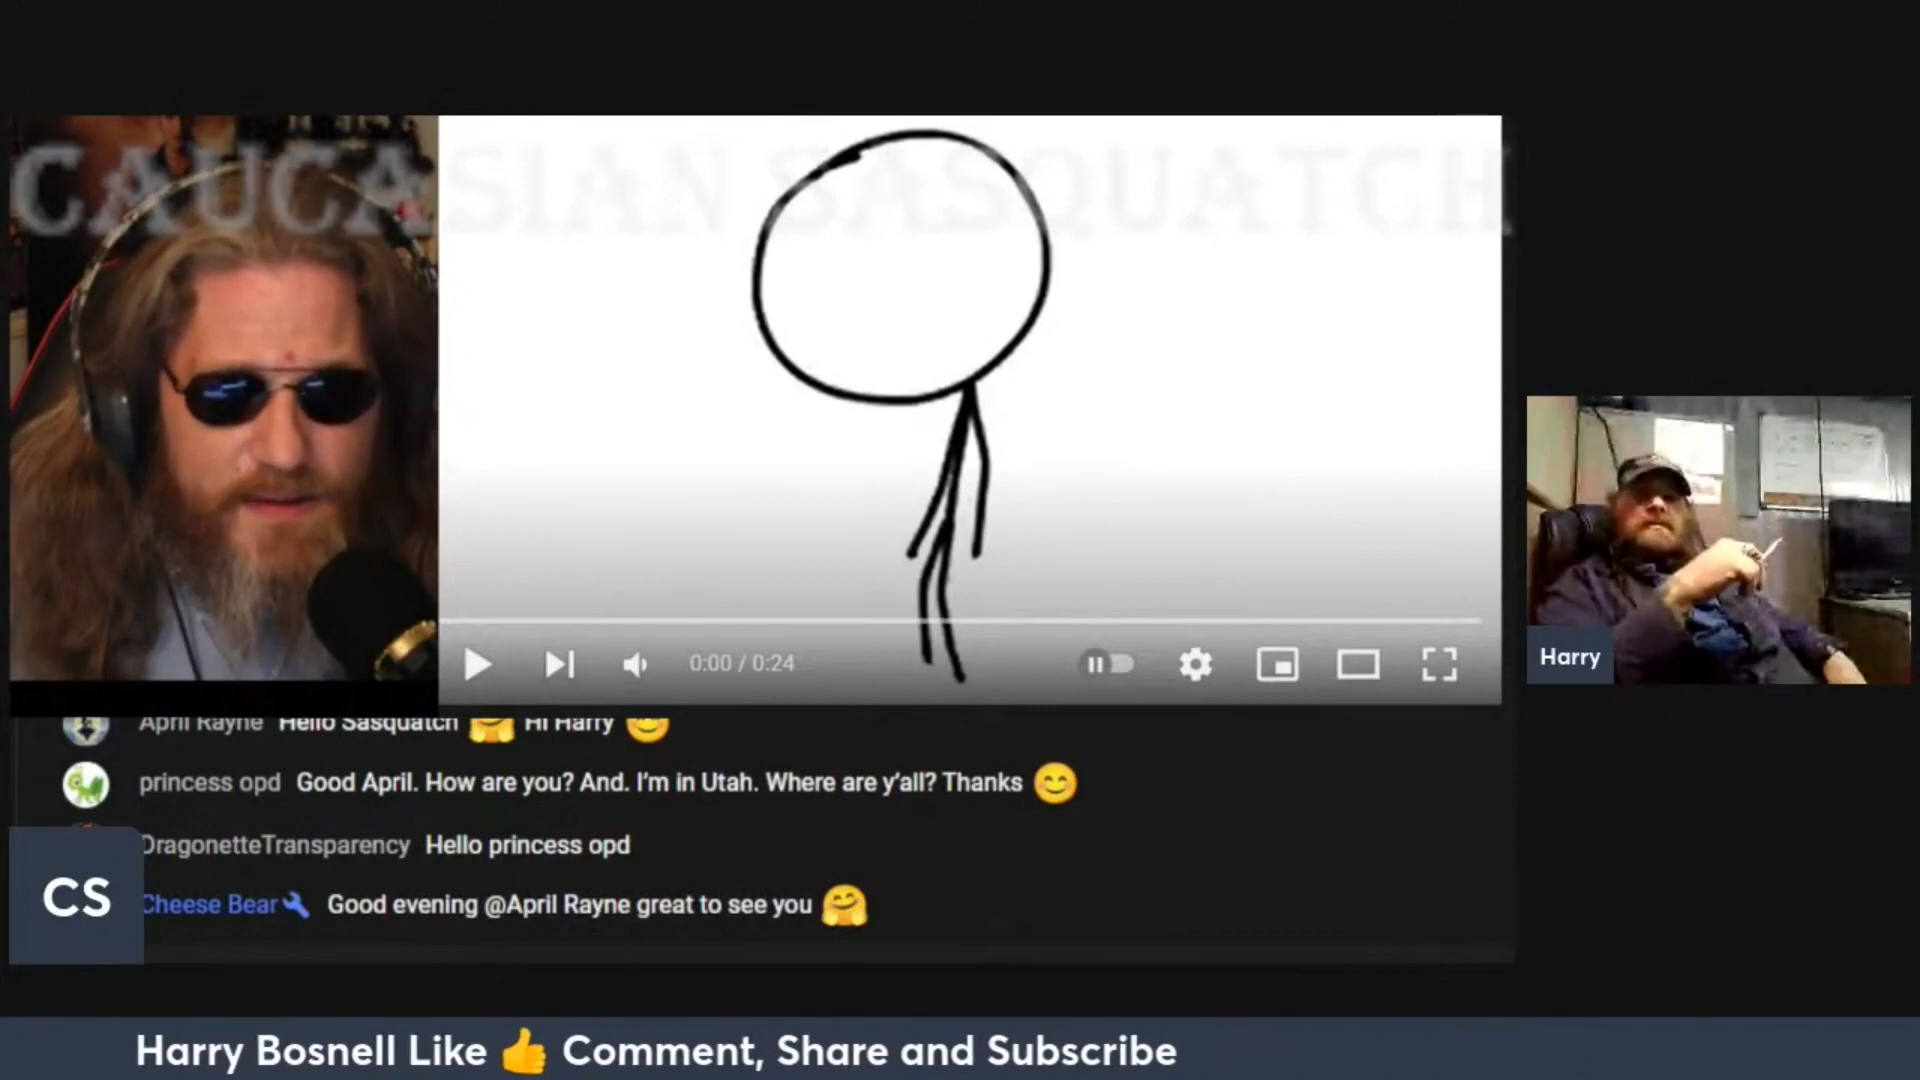 CAUCASIAN SASQUATCH
0:00 / 0:24
Harry
April Rayne Hello Sasquatch 🤗 Hi Harry 😊
princess opd Good April. How are you? And. I'm in Utah. Where are y'all? Thanks 😊
DragonetteTransparency Hello princess opd
CS
Cheese Bear Good evening @April Rayne great to see you 🤗
Harry Bosnell Like 👍 Comment, Share and Subscribe